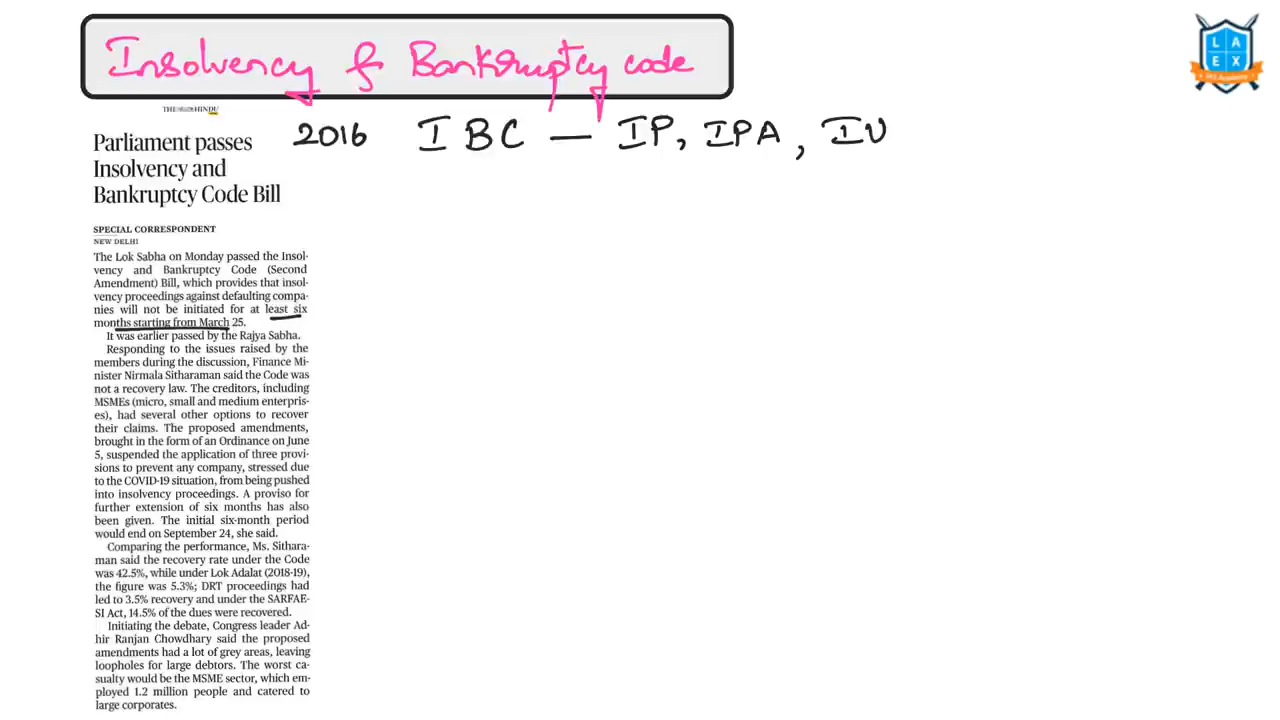 Insolvency & Bankruptcy code
THE HINDU
Parliament passes
Insolvency and
Bankruptcy Code Bill
2016 IBC — IP, IPA, IU
SPECIAL CORRESPONDENT
NEW DELHI
The Lok Sabha on Monday passed the Insol-
vency and Bankruptcy Code (Second
Amendment) Bill, which provides that insol-
vency proceedings against defaulting compa-
nies will not be initiated for at least six
months starting from March 25.
It was earlier passed by the Rajya Sabha.
Responding to the issues raised by the
members during the discussion, Finance Mi-
nister Nirmala Sitharaman said the Code was
not a recovery law. The creditors, including
MSMEs (micro, small and medium enterpris-
es), had several other options to recover
their claims. The proposed amendments,
brought in the form of an Ordinance on June
5, suspended the application of three provi-
sions to prevent any company, stressed due
to the COVID-19 situation, from being pushed
into insolvency proceedings. A proviso for
further extension of six months has also
been given. The initial six-month period
would end on September 24, she said.
Comparing the performance, Ms. Sithara-
man said the recovery rate under the Code
was 42.5%, while under Lok Adalat (2018-19),
the figure was 5.3%; DRT proceedings had
led to 3.5% recovery and under the SARFAE-
SI Act, 14.5% of the dues were recovered.
Initiating the debate, Congress leader Ad-
hir Ranjan Chowdhary said the proposed
amendments had a lot of grey areas, leaving
loopholes for large debtors. The worst ca-
sualty would be the MSME sector, which em-
ployed 1.2 million people and catered to
large corporates.
LA
EX